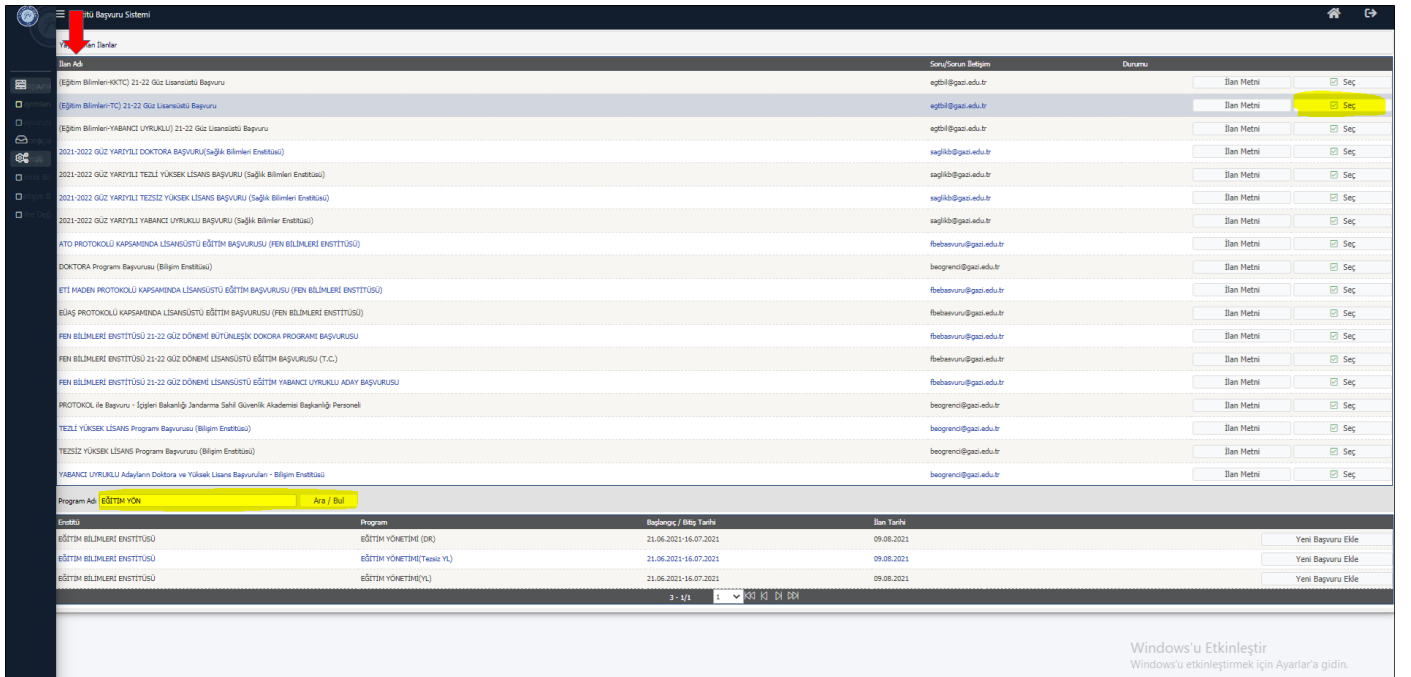 Başvuru Sistemi
İlanlar
İlan Adı Soru/Sorun İletişim Durumu
(Eğitim Bilimleri-KKTC) 21-22 Güz Lisansüstü Başvuru egtbil@gazi.edu.tr İlan Metni Seç
(Eğitim Bilimleri-TC) 21-22 Güz Lisansüstü Başvuru egtbil@gazi.edu.tr İlan Metni Seç
(Eğitim Bilimleri-YABANCI UYRUKLU) 21-22 Güz Lisansüstü Başvuru egtbil@gazi.edu.tr İlan Metni Seç
2021-2022 GÜZ YARIYILI DOKTORA BAŞVURU(Sağlık Bilimleri Enstitüsü) saglikb@gazi.edu.tr İlan Metni Seç
2021-2022 GÜZ YARIYILI TEZLİ YÜKSEK LİSANS BAŞVURU (Sağlık Bilimleri Enstitüsü) saglikb@gazi.edu.tr İlan Metni Seç
2021-2022 GÜZ YARIYILI TEZSİZ YÜKSEK LİSANS BAŞVURU (Sağlık Bilimleri Enstitüsü) saglikb@gazi.edu.tr İlan Metni Seç
2021-2022 GÜZ YARIYILI YABANCI UYRUKLU BAŞVURU (Sağlık Bilimler Enstitüsü) saglikb@gazi.edu.tr İlan Metni Seç
ATO PROTOKOLÜ KAPSAMINDA LİSANSÜSTÜ EĞİTİM BAŞVURUSU (FEN BİLİMLERİ ENSTİTÜSÜ) fbebasvuru@gazi.edu.tr İlan Metni Seç
DOKTORA Programı Başvurusu (Bilişim Enstitüsü) beogrenci@gazi.edu.tr İlan Metni Seç
ETİ MADEN PROTOKOLÜ KAPSAMINDA LİSANSÜSTÜ EĞİTİM BAŞVURUSU (FEN BİLİMLERİ ENSTİTÜSÜ) fbebasvuru@gazi.edu.tr İlan Metni Seç
EÜAŞ PROTOKOLÜ KAPSAMINDA LİSANSÜSTÜ EĞİTİM BAŞVURUSU (FEN BİLİMLERİ ENSTİTÜSÜ) fbebasvuru@gazi.edu.tr İlan Metni Seç
FEN BİLİMLERİ ENSTİTÜSÜ 21-22 GÜZ DÖNEMİ BÜTÜNLEŞİK DOKORA PROGRAMI BAŞVURUSU fbebasvuru@gazi.edu.tr İlan Metni Seç
FEN BİLİMLERİ ENSTİTÜSÜ 21-22 GÜZ DÖNEMİ LİSANSÜSTÜ EĞİTİM BAŞVURUSU (T.C.) fbebasvuru@gazi.edu.tr İlan Metni Seç
FEN BİLİMLERİ ENSTİTÜSÜ 21-22 GÜZ DÖNEMİ LİSANSÜSTÜ EĞİTİM YABANCI UYRUKLU ADAY BAŞVURUSU fbebasvuru@gazi.edu.tr İlan Metni Seç
PROTOKOL ile Başvuru - İçişleri Bakanlığı Jandarma Sahil Güvenlik Akademisi Başkanlığı Personeli beogrenci@gazi.edu.tr İlan Metni Seç
TEZLİ YÜKSEK LİSANS Programı Başvurusu (Bilişim Enstitüsü) beogrenci@gazi.edu.tr İlan Metni Seç
TEZSİZ YÜKSEK LİSANS Programı Başvurusu (Bilişim Enstitüsü) beogrenci@gazi.edu.tr İlan Metni Seç
YABANCI UYRUKLU Adayların Doktora ve Yüksek Lisans Başvuruları - Bilişim Enstitüsü beogrenci@gazi.edu.tr İlan Metni Seç
Program Adı EĞİTİM YÖN Ara / Bul
Enstitü Program Başlangıç / Bitiş Tarihi İlan Tarihi
EĞİTİM BİLİMLERİ ENSTİTÜSÜ EĞİTİM YÖNETİMİ (DR) 21.06.2021-16.07.2021 09.08.2021 Yeni Başvuru Ekle
EĞİTİM BİLİMLERİ ENSTİTÜSÜ EĞİTİM YÖNETİMİ(Tezsiz YL) 21.06.2021-16.07.2021 09.08.2021 Yeni Başvuru Ekle
EĞİTİM BİLİMLERİ ENSTİTÜSÜ EĞİTİM YÖNETİMİ(YL) 21.06.2021-16.07.2021 09.08.2021 Yeni Başvuru Ekle
3 - 1/1 1
Windows'u Etkinleştir
Windows'u etkinleştirmek için Ayarlar'a gidin.